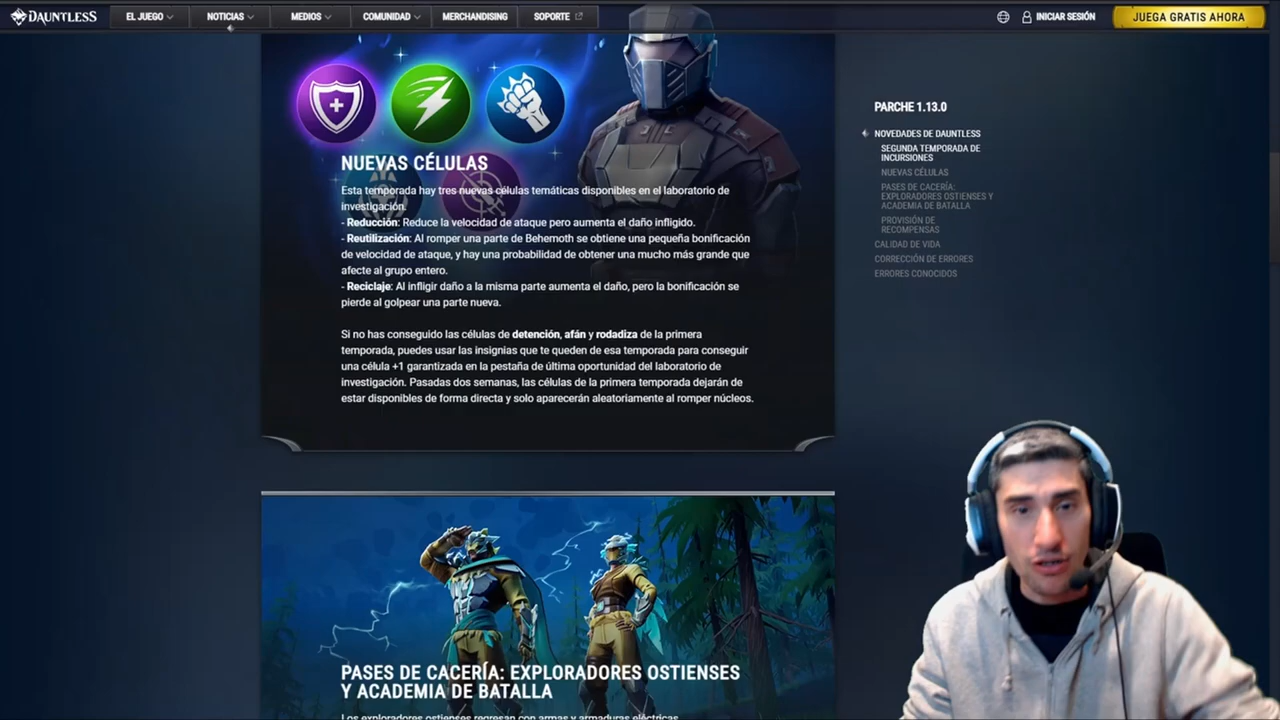 DAUNTLESS
EL JUEGO
NOTICIAS
MEDIOS
COMUNIDAD
MERCHANDISING
SOPORTE
INICIAR SESIÓN
JUEGA GRATIS AHORA
NUEVAS CÉLULAS
Esta temporada hay tres nuevas células temáticas disponibles en el laboratorio de
investigación.
- Reducción: Reduce la velocidad de ataque pero aumenta el daño infligido.
- Reutilización: Al romper una parte de Behemoth se obtiene una pequeña bonificación
de velocidad de ataque, y hay una probabilidad de obtener una mucho más grande que
afecte al grupo entero.
- Reciclaje: Al infligir daño a la misma parte aumenta el daño, pero la bonificación se
pierde al golpear una parte nueva.
Si no has conseguido las células de detención, afán y rodadiza de la primera
temporada, puedes usar las insignias que te queden de esa temporada para conseguir
una célula +1 garantizada en la pestaña de última oportunidad del laboratorio de
investigación. Pasadas dos semanas, las células de la primera temporada dejarán de
estar disponibles de forma directa y solo aparecerán aleatoriamente al romper núcleos.
PASES DE CACERÍA: EXPLORADORES OSTIENSES
Y ACADEMIA DE BATALLA
Los exploradores ostienses regresan con armas y armaduras eléctricas
PARCHE 1.13.0
NOVEDADES DE DAUNTLESS
SEGUNDA TEMPORADA DE
INCURSIONES
NUEVAS CÉLULAS
PASES DE CACERÍA:
EXPLORADORES OSTIENSES Y
ACADEMIA DE BATALLA
PROVISIÓN DE
RECOMPENSAS
CALIDAD DE VIDA
CORRECCIÓN DE ERRORES
ERRORES CONOCIDOS